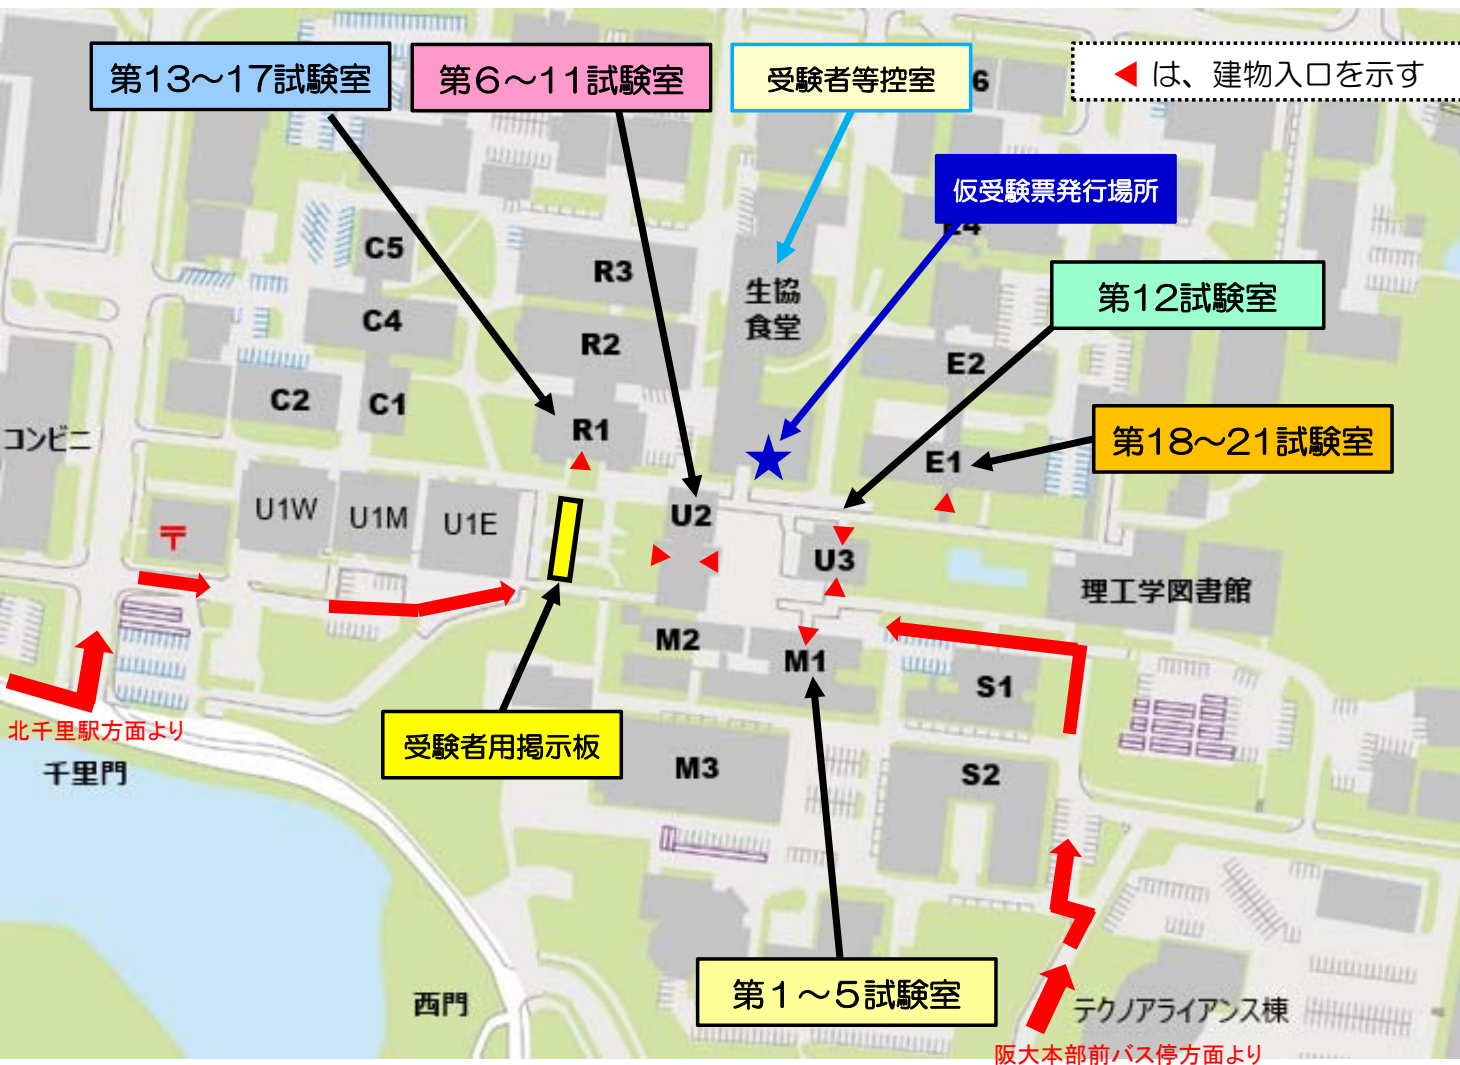 第13～17試験室
第6～11試験室
受験者等控室
6
は、建物入口を示す
仮受験票発行場所
E4
C5
R3
生協
食堂
第12試験室
C4
R2
E2
C2
C1
R1
コンビニ
E1
第18～21試験室
U1W
U1M
U1E
U2
〒
U3
理工学図書館
M2
M1
S1
北千里駅方面より
受験者用掲示板
千里門
M3
S2
第1～5試験室
西門
テクノアライアンス棟
阪大本部前バス停方面より